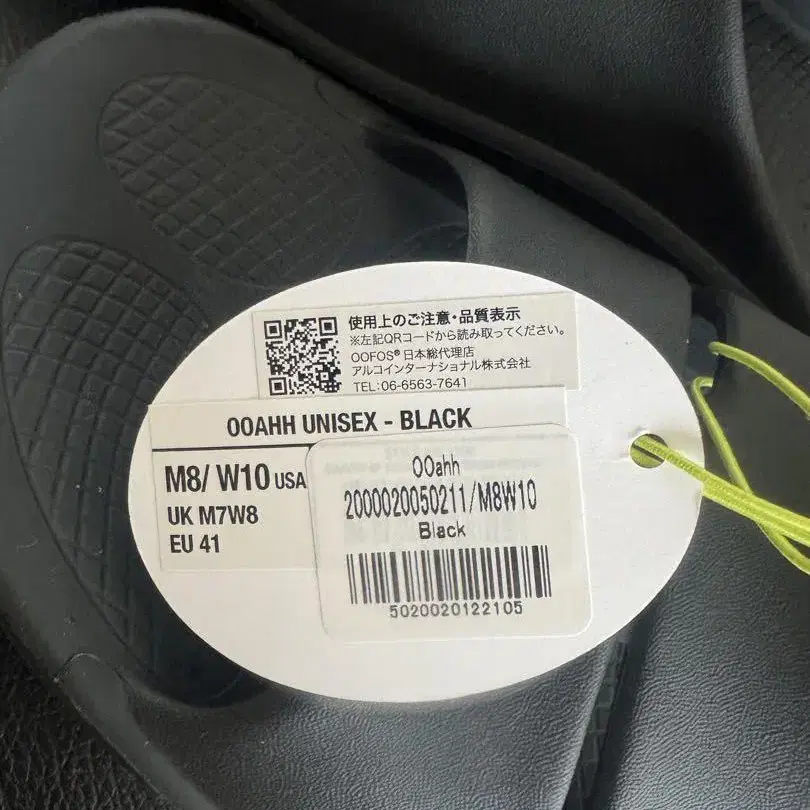 使用上のご注意・品質表示
※左記QRコードから読み取ってください。
OOFOS® 日本総代理店
アルコインターナショナル株式会社
TEL:06-6563-7641
OOAHH UNISEX - BLACK
M8/ W10 USA
UK M7W8
EU 41
OOahh
2000020050211/M8W10
Black
5020020122105